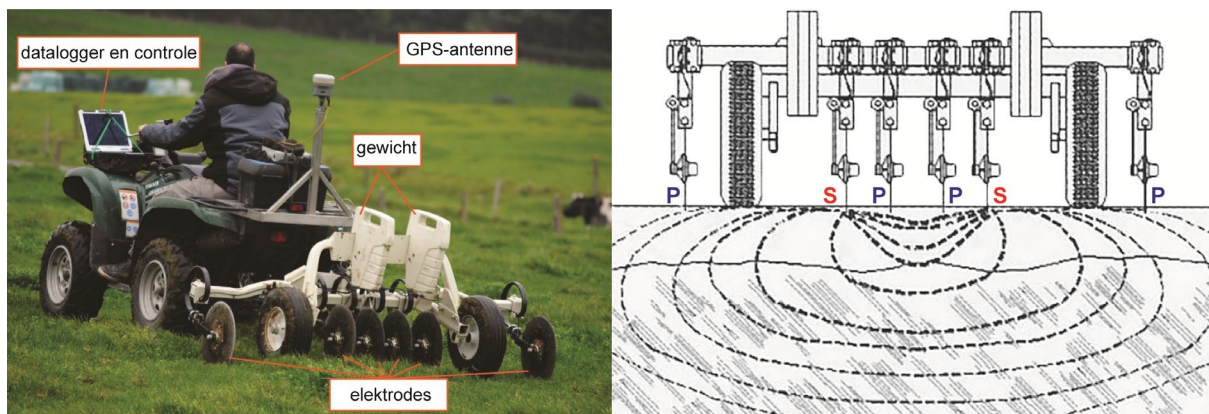 datalogger en controle
GPS-antenne
gewicht
elektrodes
P S P P S P